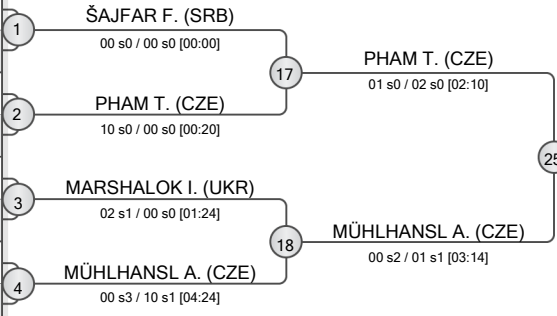 ŠAJFAR F. (SRB)
1
00 s0 / 00 s0 [00:00]
17
PHAM T. (CZE)
01 s0 / 02 s0 [02:10]
PHAM T. (CZE)
2
10 s0 / 00 s0 [00:20]
25
MARSHALOK I. (UKR)
3
02 s1 / 00 s0 [01:24]
18
MÜHLHANSL A. (CZE)
00 s2 / 01 s1 [03:14]
MÜHLHANSL A. (CZE)
4
00 s3 / 10 s1 [04:24]